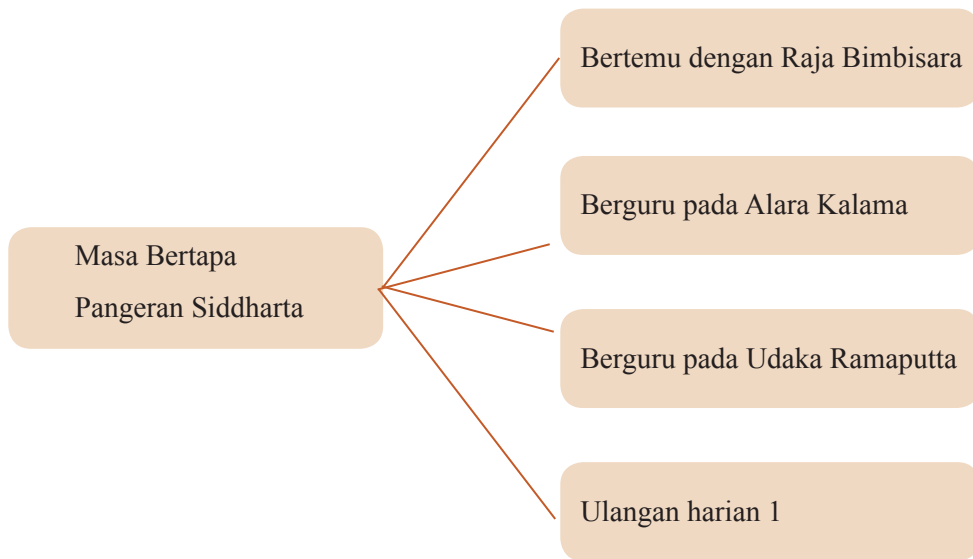 Bertemu dengan Raja Bimbisara
Berguru pada Alara Kalama
Masa Bertapa
Pangeran Siddharta
Berguru pada Udaka Ramaputta
Ulangan harian 1